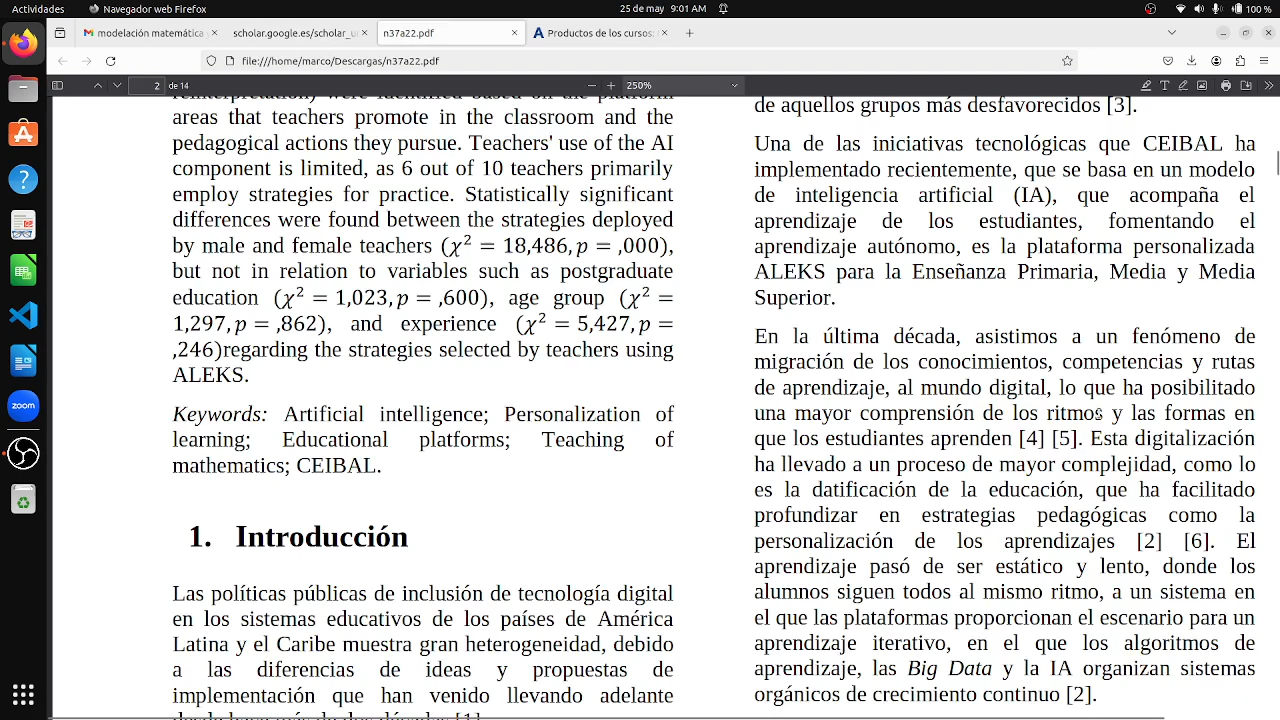 Actividades
Navegador web Firefox
25 de may 9:01 AM
100 %
modelación matemática
scholar.google.es/scholar_u
n37a22.pdf
Productos de los cursos:
file:///home/marco/Descargas/n37a22.pdf
2 de 14
250%
areas that teachers promote in the classroom and the
pedagogical actions they pursue. Teachers' use of the AI
component is limited, as 6 out of 10 teachers primarily
employ strategies for practice. Statistically significant
differences were found between the strategies deployed
by male and female teachers (χ² = 18,486, p = ,000),
but not in relation to variables such as postgraduate
education (χ² = 1,023, p = ,600), age group (χ² =
1,297, p = ,862), and experience (χ² = 5,427, p =
,246)regarding the strategies selected by teachers using
ALEKS.
Keywords: Artificial intelligence; Personalization of
learning; Educational platforms; Teaching of
mathematics; CEIBAL.
1. Introducción
Las políticas públicas de inclusión de tecnología digital
en los sistemas educativos de los países de América
Latina y el Caribe muestra gran heterogeneidad, debido
a las diferencias de ideas y propuestas de
implementación que han venido llevando adelante
de aquellos grupos más desfavorecidos [3].
Una de las iniciativas tecnológicas que CEIBAL ha
implementado recientemente, que se basa en un modelo
de inteligencia artificial (IA), que acompaña el
aprendizaje de los estudiantes, fomentando el
aprendizaje autónomo, es la plataforma personalizada
ALEKS para la Enseñanza Primaria, Media y Media
Superior.
En la última década, asistimos a un fenómeno de
migración de los conocimientos, competencias y rutas
de aprendizaje, al mundo digital, lo que ha posibilitado
una mayor comprensión de los ritmos y las formas en
que los estudiantes aprenden [4] [5]. Esta digitalización
ha llevado a un proceso de mayor complejidad, como lo
es la datificación de la educación, que ha facilitado
profundizar en estrategias pedagógicas como la
personalización de los aprendizajes [2] [6]. El
aprendizaje pasó de ser estático y lento, donde los
alumnos siguen todos al mismo ritmo, a un sistema en
el que las plataformas proporcionan el escenario para un
aprendizaje iterativo, en el que los algoritmos de
aprendizaje, las Big Data y la IA organizan sistemas
orgánicos de crecimiento continuo [2].
zoom